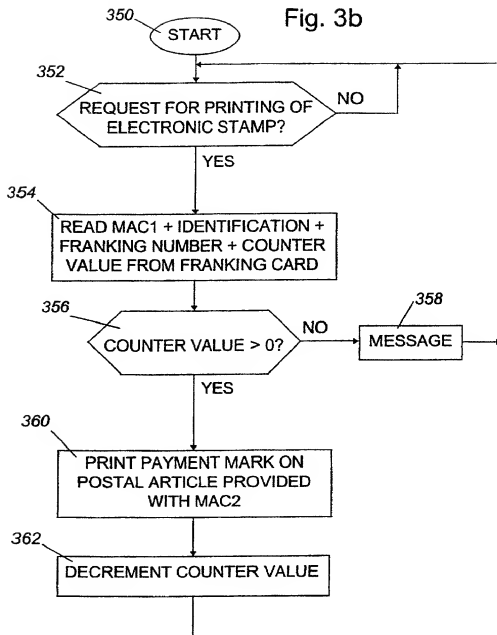 Fig. 3b
350
START
352
REQUEST FOR PRINTING OF
ELECTRONIC STAMP?
NO
YES
354
READ MAC1 + IDENTIFICATION +
FRANKING NUMBER + COUNTER
VALUE FROM FRANKING CARD
356
COUNTER VALUE > 0?
NO
358
MESSAGE
YES
360
PRINT PAYMENT MARK ON
POSTAL ARTICLE PROVIDED
WITH MAC2
362
DECREMENT COUNTER VALUE